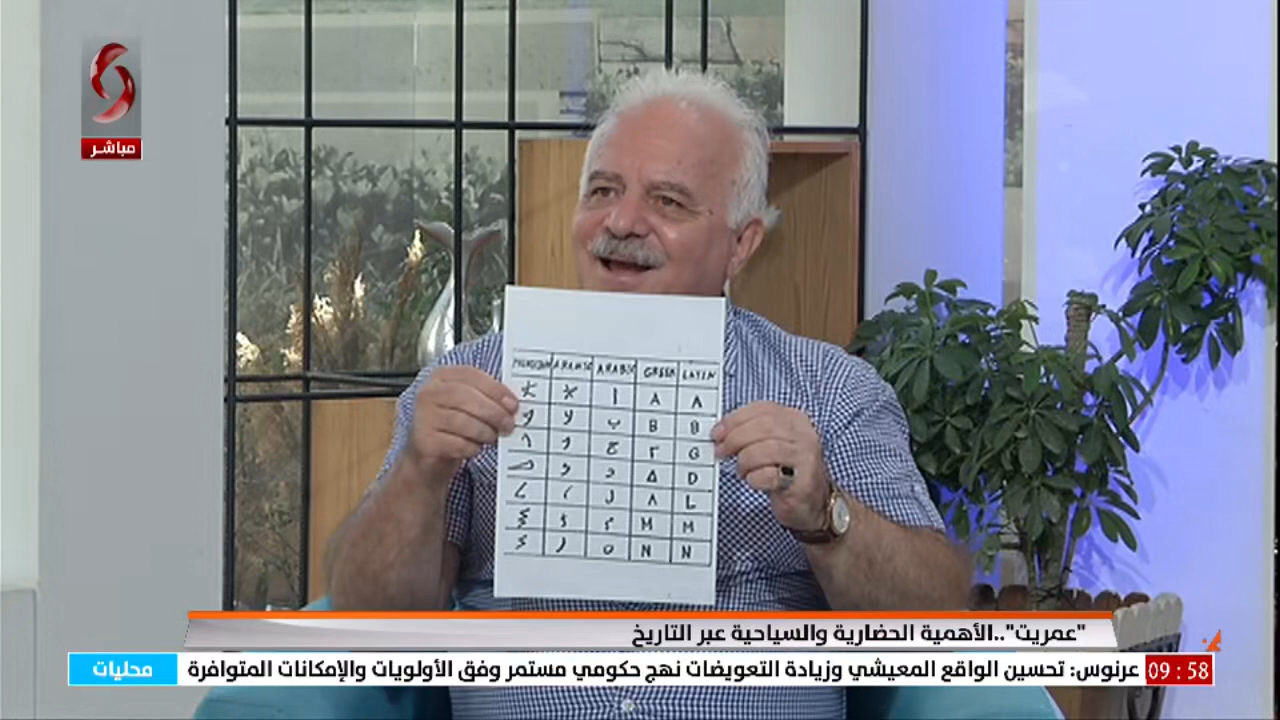 مباشر
ARAMIC ARABIC GREEK LATIN
ا A Λ
ب B B
ج Γ G
د Δ D
ل Λ L
م M M
ن N N
"عمريت"..الأهمية الحضارية والسياحية عبر التاريخ
09:58 عرنوس: تحسين الواقع المعيشي وزيادة التعويضات نهج حكومي مستمر وفق الأولويات والإمكانات المتوافرة محليات